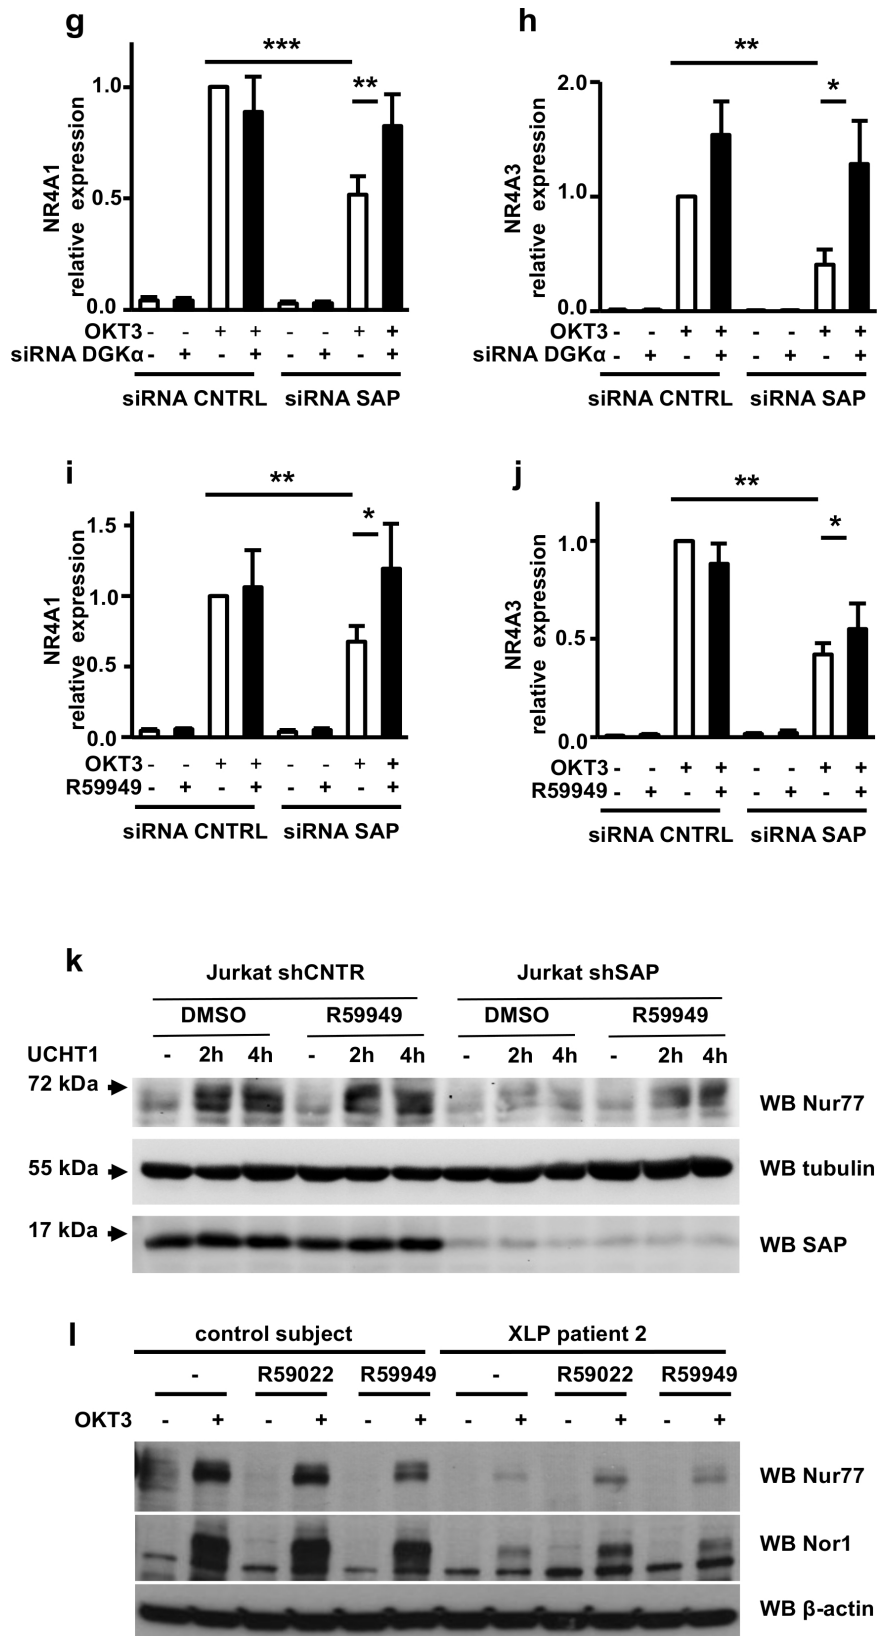 g
***
**
1.0
0.5
0.0
NR4A1
relative expression
OKT3 - - + + - - + +
siRNA DGKα - + - + - + - +
siRNA CNTRL siRNA SAP
h
**
*
2.0
1.0
0.0
NR4A3
relative expression
OKT3 - - + + - - + +
siRNA DGKα - + - + - + - +
siRNA CNTRL siRNA SAP
i
**
*
1.5
1.0
0.5
0.0
NR4A1
relative expression
OKT3 - - + + - - + +
R59949 - + - + - + - +
siRNA CNTRL siRNA SAP
j
**
*
1.0
0.5
0.0
NR4A3
relative expression
OKT3 - - + + - - + +
R59949 - + - + - + - +
siRNA CNTRL siRNA SAP
k
Jurkat shCNTR Jurkat shSAP
DMSO R59949 DMSO R59949
UCHT1 - 2h 4h - 2h 4h - 2h 4h - 2h 4h
72 kDa WB Nur77
55 kDa WB tubulin
17 kDa WB SAP
l
control subject XLP patient 2
- R59022 R59949 - R59022 R59949
OKT3 - + - + - + - + - + - +
WB Nur77
WB Nor1
WB β-actin